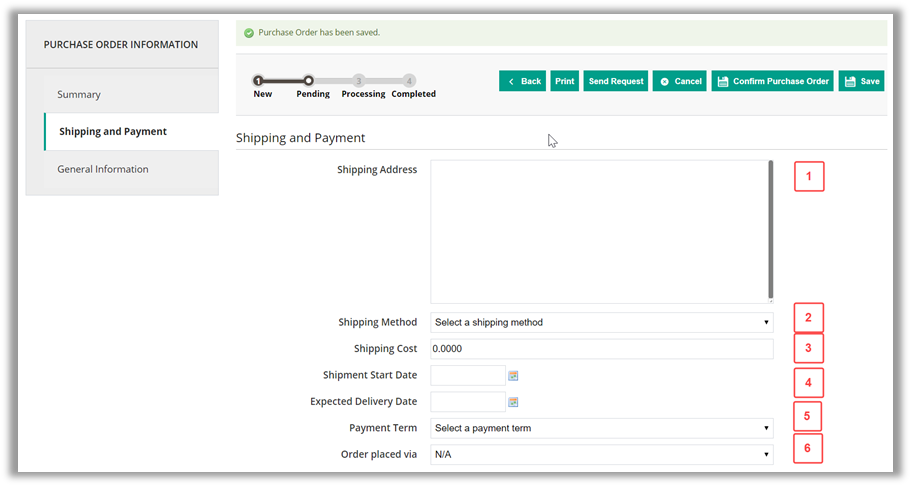 PURCHASE ORDER INFORMATION
Summary
Shipping and Payment
General Information
Purchase Order has been saved.
1 2 3 4
New Pending Processing Completed
Back Print Send Request Cancel Confirm Purchase Order Save
Shipping and Payment
Shipping Address
1
Shipping Method Select a shipping method 2
Shipping Cost 0.0000 3
Shipment Start Date 4
Expected Delivery Date
Payment Term Select a payment term 5
Order placed via N/A 6